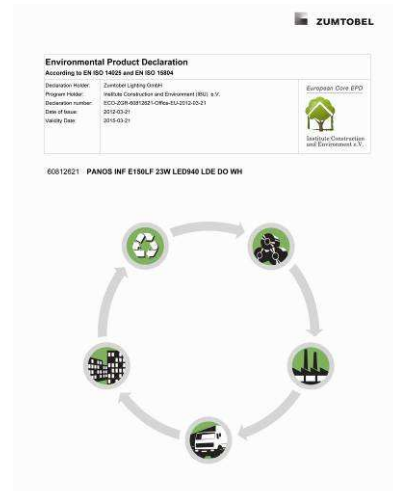 ZUMTOBEL
Environmental Product Declaration
According to EN ISO 14025 and EN ISO 15804
Declaration Holder: Zumtobel Lighting GmbH
Program Holder: Institute Construction and Environment (IBU) e.V.
Declaration number: ECO-ZGR-60812621-Office-EU-2012-03-21
Date of Issue: 2012-03-21
Validity Date: 2015-03-21
European Core EPD
Institute Construction
and Environment e.V.
60812621 PANOS INF E150LF 23W LED940 LDE DO WH